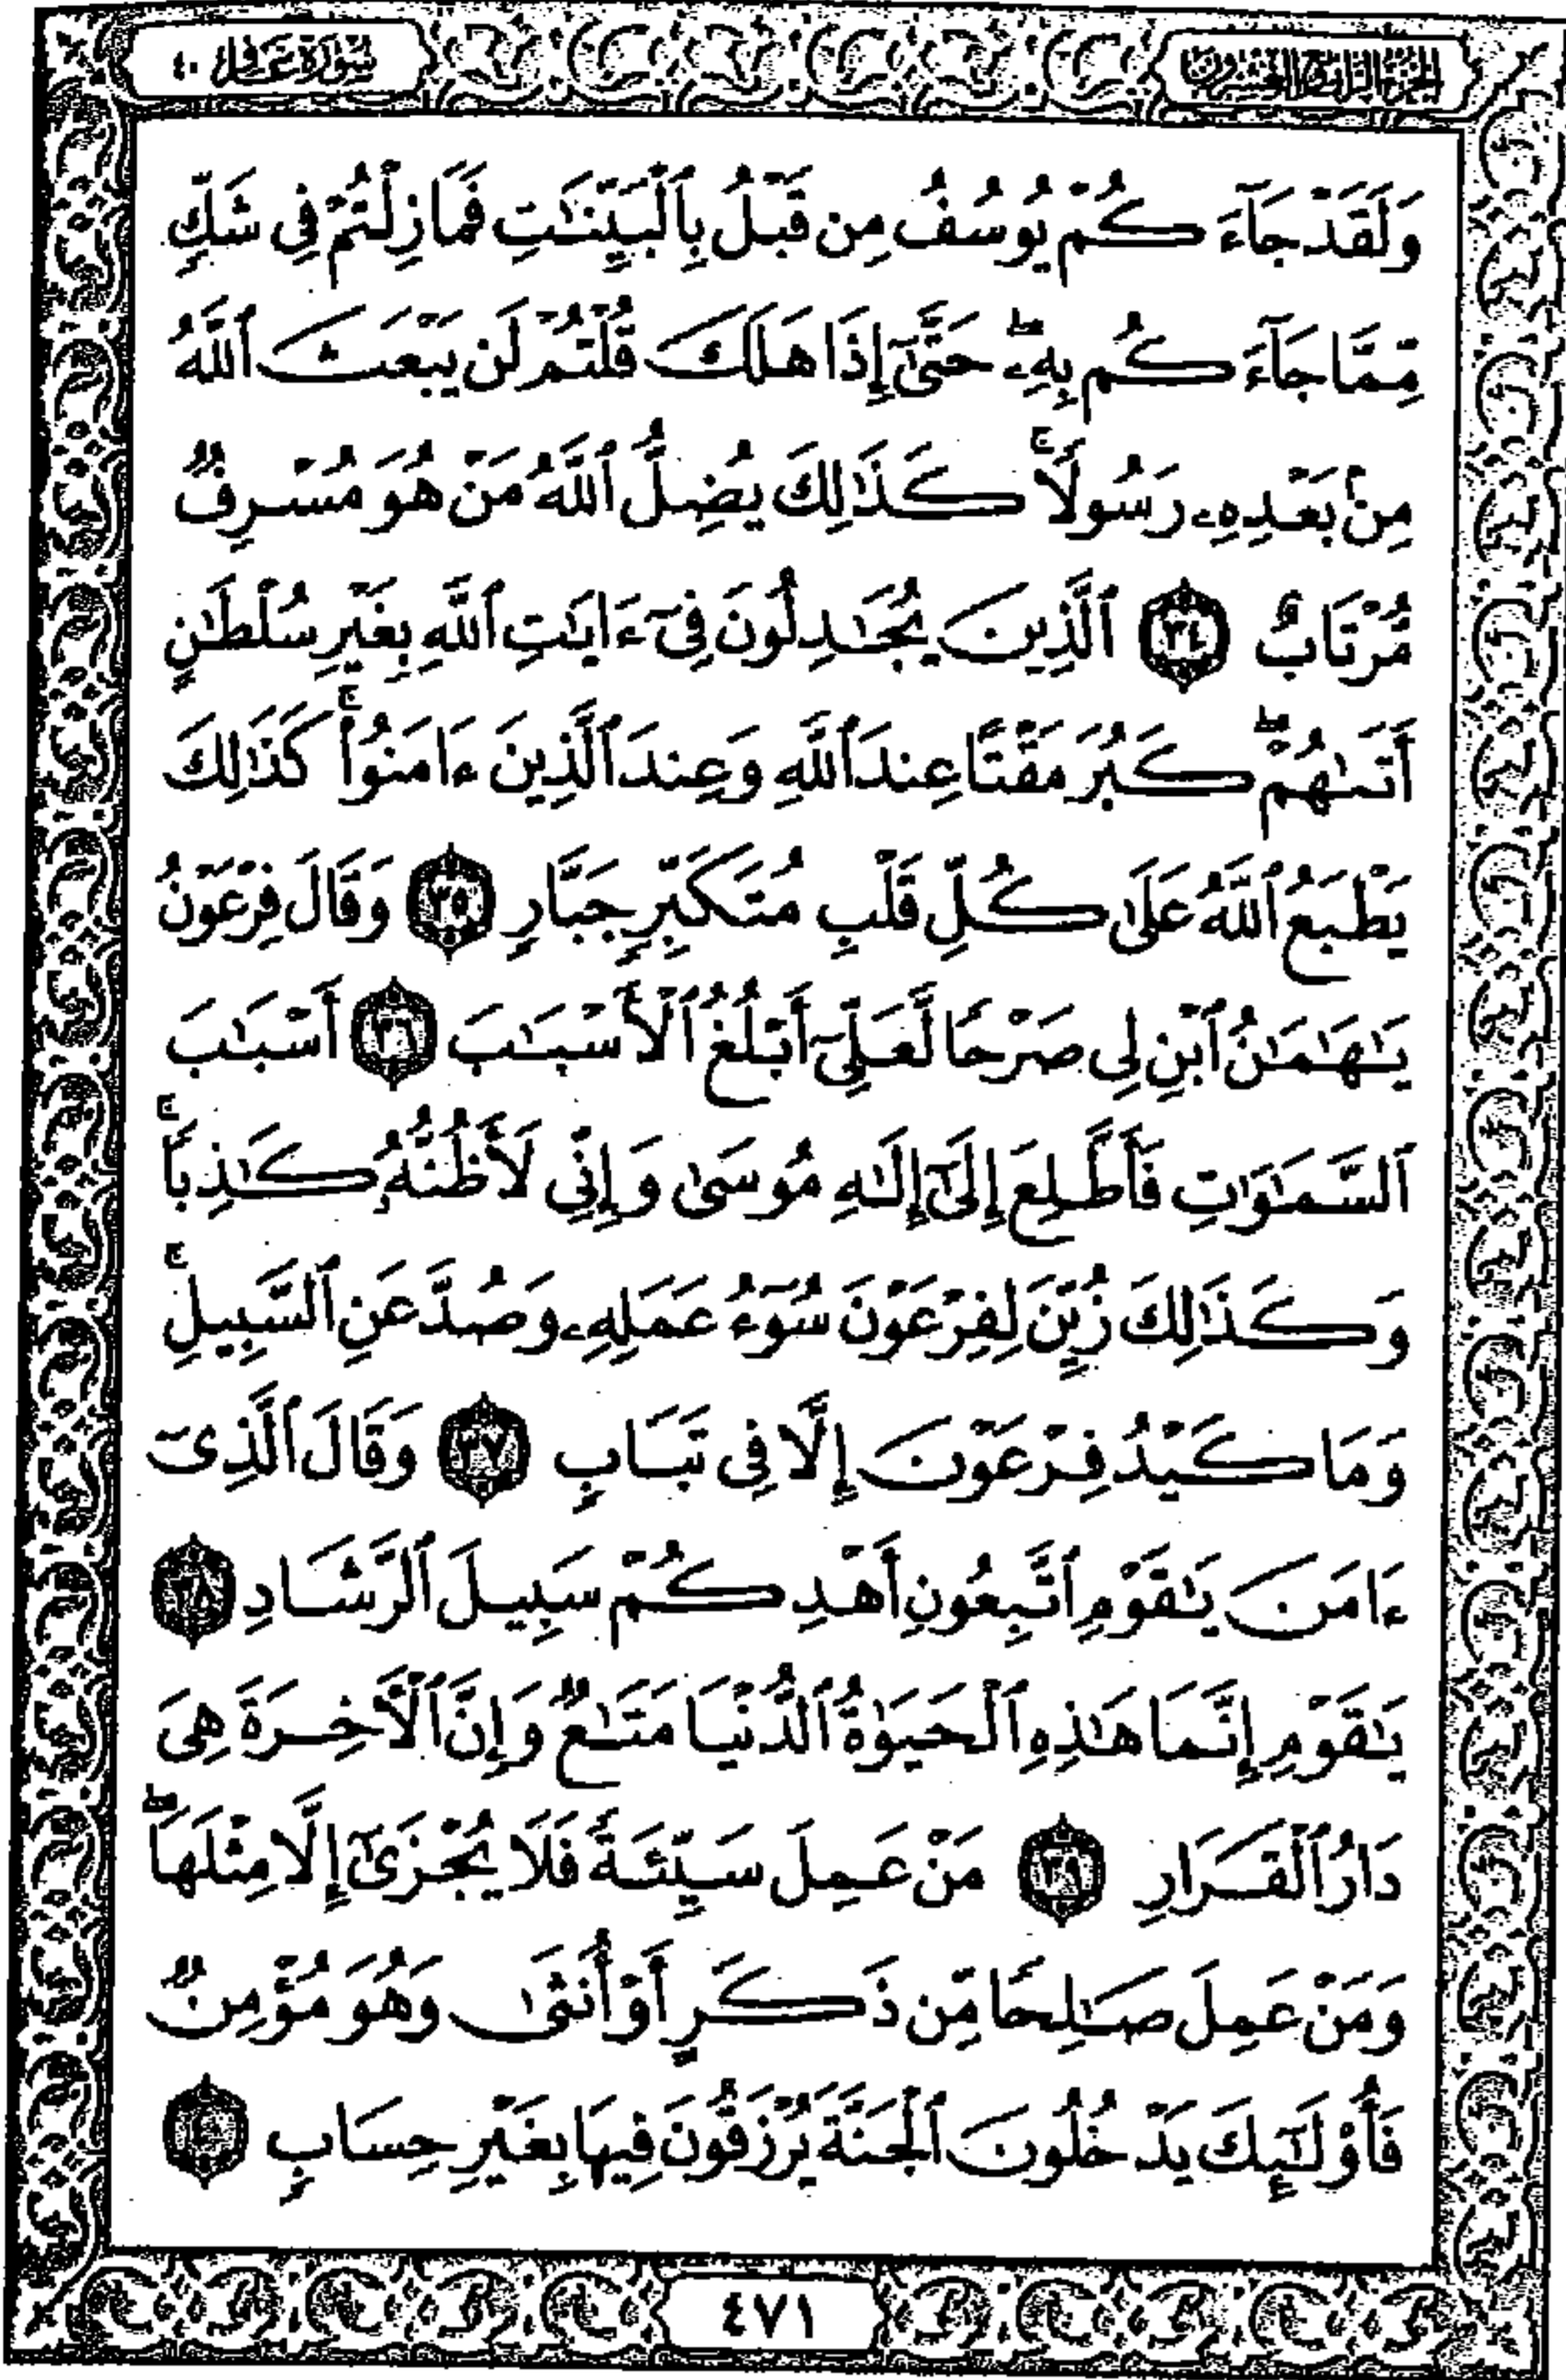 الجزء الرابع والعشرون
سورة غافر ٤٠
وَلَقَدْ جَآءَكُمْ يُوسُفُ مِن قَبْلُ بِٱلْبَيِّنَـٰتِ فَمَازِلْتُمْ فِى شَكٍّ
مِّمَّا جَآءَكُم بِهِۦۖ حَتَّىٰٓ إِذَا هَلَكَ قُلْتُمْ لَن يَبْعَثَ ٱللَّهُ
مِنۢ بَعْدِهِۦ رَسُولًاۚ كَذَٰلِكَ يُضِلُّ ٱللَّهُ مَنْ هُوَ مُسْرِفٌ
مُّرْتَابٌ ٣٤ ٱلَّذِينَ يُجَـٰدِلُونَ فِىٓ ءَايَـٰتِ ٱللَّهِ بِغَيْرِ سُلْطَـٰنٍ
أَتَىٰهُمْۖ كَبُرَ مَقْتًا عِندَ ٱللَّهِ وَعِندَ ٱلَّذِينَ ءَامَنُوا۟ۚ كَذَٰلِكَ
يَطْبَعُ ٱللَّهُ عَلَىٰ كُلِّ قَلْبِ مُتَكَبِّرٍ جَبَّارٍ ٣٥ وَقَالَ فِرْعَوْنُ
يَـٰهَـٰمَـٰنُ ٱبْنِ لِى صَرْحًا لَّعَلِّىٓ أَبْلُغُ ٱلْأَسْبَـٰبَ ٣٦ أَسْبَـٰبَ
ٱلسَّمَـٰوَٰتِ فَأَطَّلِعَ إِلَىٰٓ إِلَـٰهِ مُوسَىٰ وَإِنِّى لَأَظُنُّهُۥ كَـٰذِبًاۚ
وَكَذَٰلِكَ زُيِّنَ لِفِرْعَوْنَ سُوٓءُ عَمَلِهِۦ وَصُدَّ عَنِ ٱلسَّبِيلِۚ
وَمَا كَيْدُ فِرْعَوْنَ إِلَّا فِى تَبَابٍ ٣٧ وَقَالَ ٱلَّذِىٓ
ءَامَنَ يَـٰقَوْمِ ٱتَّبِعُونِ أَهْدِكُمْ سَبِيلَ ٱلرَّشَادِ ٣٨
يَـٰقَوْمِ إِنَّمَا هَـٰذِهِ ٱلْحَيَوٰةُ ٱلدُّنْيَا مَتَـٰعٌ وَإِنَّ ٱلْـَٔاخِرَةَ هِىَ
دَارُ ٱلْقَرَارِ ٣٩ مَنْ عَمِلَ سَيِّئَةً فَلَا يُجْزَىٰٓ إِلَّا مِثْلَهَاۖ
وَمَنْ عَمِلَ صَـٰلِحًا مِّن ذَكَرٍ أَوْ أُنثَىٰ وَهُوَ مُؤْمِنٌ
فَأُو۟لَـٰٓئِكَ يَدْخُلُونَ ٱلْجَنَّةَ يُرْزَقُونَ فِيهَا بِغَيْرِ حِسَابٍ ٤٠
٤٧١